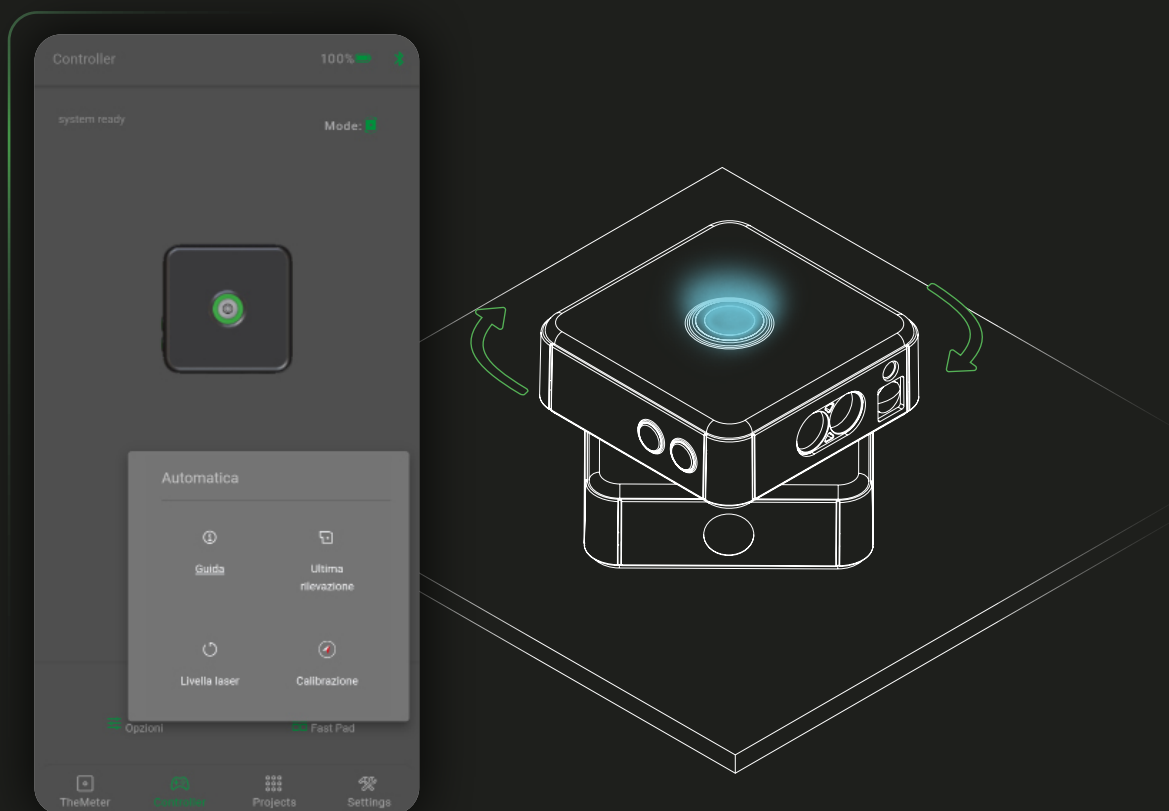 Controller
100%
system ready
Mode:
Automatica
Guida
Ultima
rilevazione
Livella laser
Calibrazione
Opzioni
Fast Pad
TheMeter
Controller
Projects
Settings